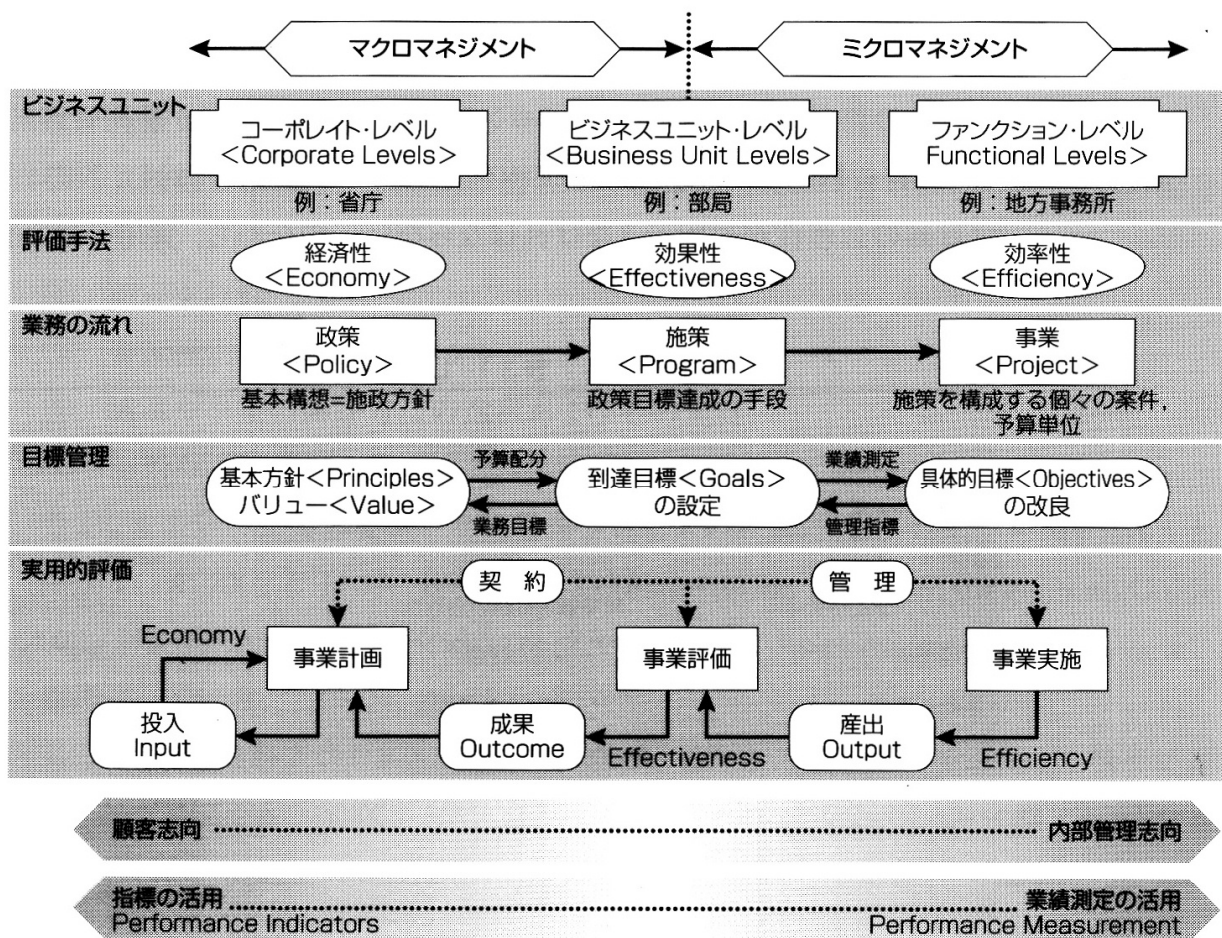 マクロマネジメント
ミクロマネジメント
ビジネスユニット
コーポレイト・レベル
<Corporate Levels>
例：省庁
ビジネスユニット・レベル
<Business Unit Levels>
例：部局
ファンクション・レベル
Functional Levels>
例：地方事務所
評価手法
経済性
<Economy>
効果性
<Effectiveness>
効率性
<Efficiency>
業務の流れ
政策
<Policy>
基本構想=施政方針
施策
<Program>
政策目標達成の手段
事業
<Project>
施策を構成する個々の案件,
予算単位
目標管理
基本方針<Principles>
バリュー<Value>
予算配分
業務目標
到達目標<Goals>
の設定
業績測定
管理指標
具体的目標<Objectives>
の改良
実用的評価
契 約
管 理
Economy
事業計画
事業評価
事業実施
投入
Input
成果
Outcome
Effectiveness
産出
Output
Efficiency
顧客志向
内部管理志向
指標の活用
Performance Indicators
業績測定の活用
Performance Measurement